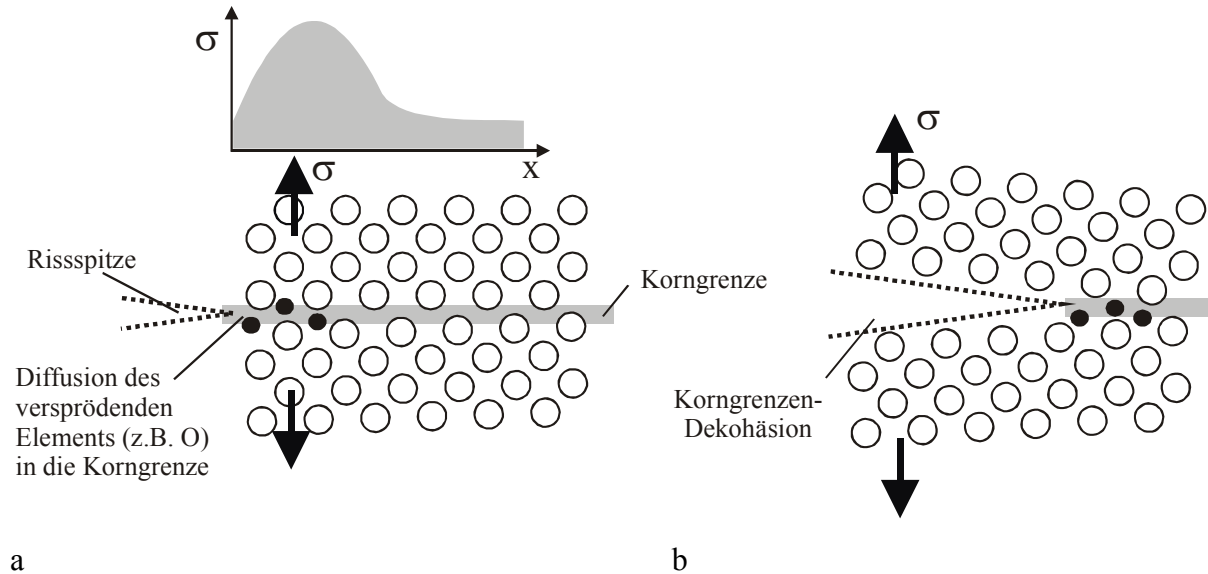 σ
x
σ
Rissspitze
Korngrenze
Diffusion des
versprödenden
Elements (z.B. O)
in die Korngrenze
a
σ
Korngrenzen-
Dekohäsion
b